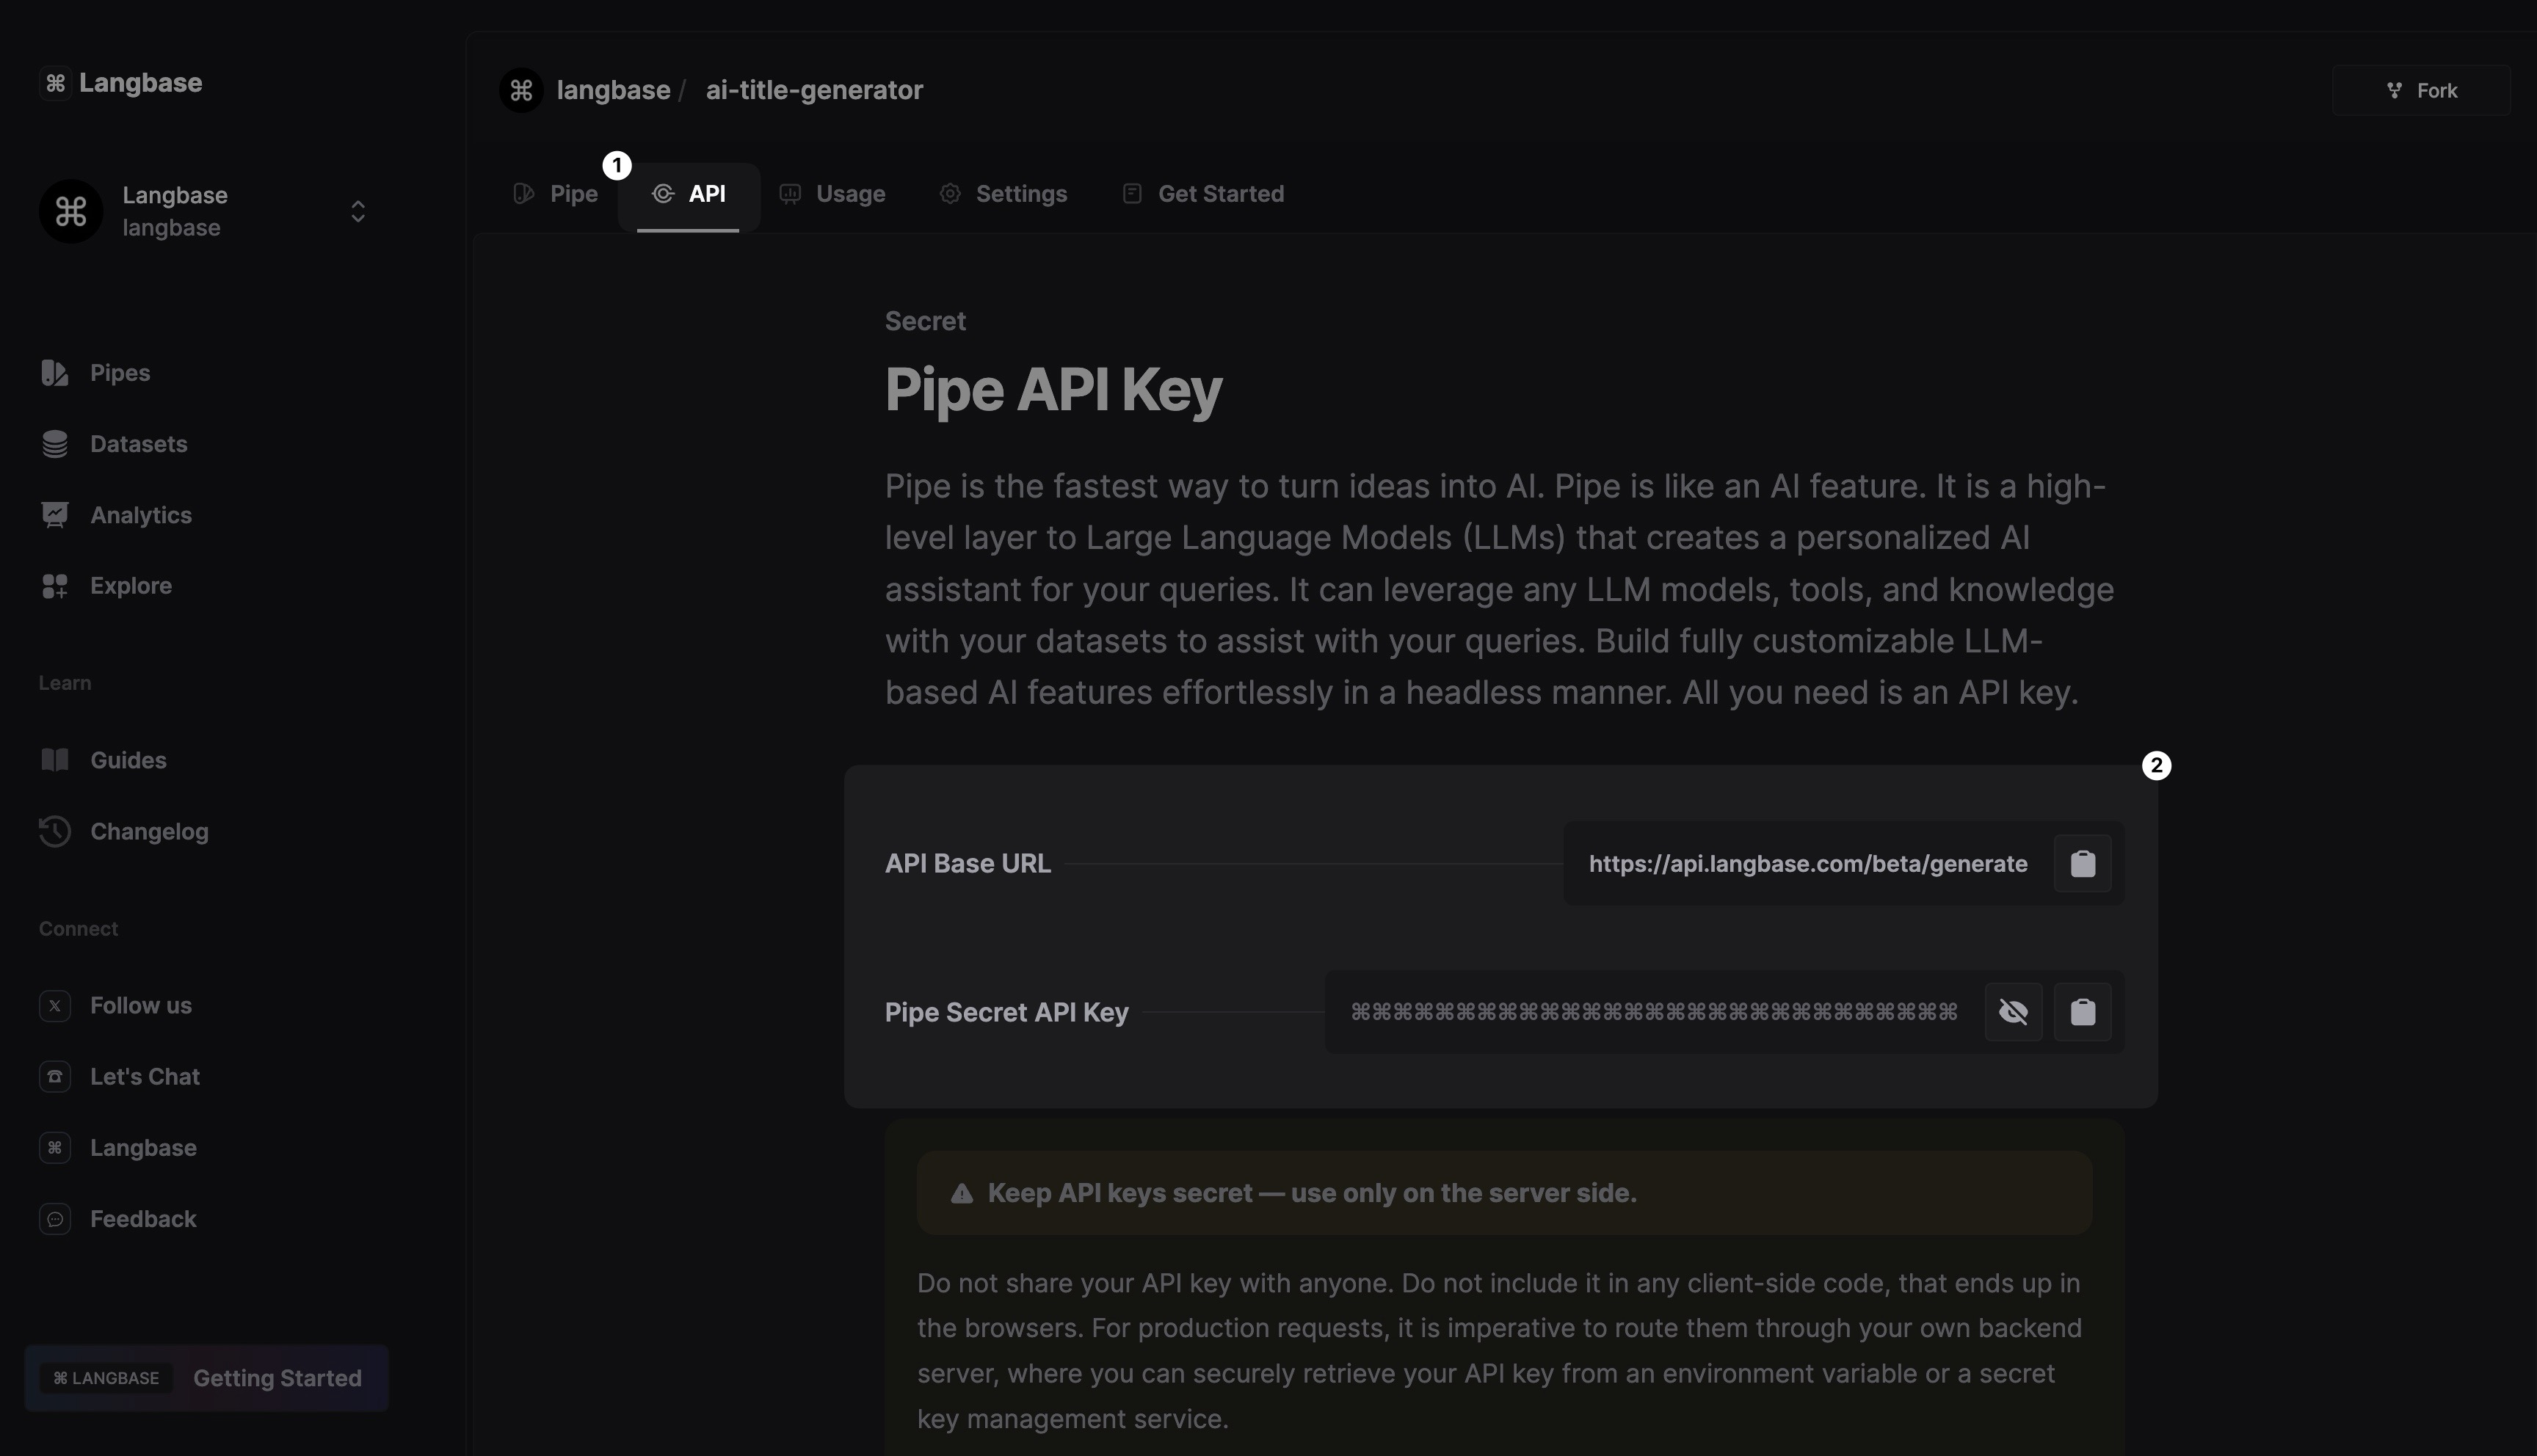 ⌘ Langbase
Langbase
langbase
Pipes
Datasets
Analytics
Explore
Learn
Guides
Changelog
Connect
Follow us
Let's Chat
Langbase
Feedback
⌘ LANGBASE Getting Started
langbase / ai-title-generator
Fork
1
Pipe API Usage Settings Get Started
Secret
Pipe API Key
Pipe is the fastest way to turn ideas into AI. Pipe is like an AI feature. It is a high-
level layer to Large Language Models (LLMs) that creates a personalized AI
assistant for your queries. It can leverage any LLM models, tools, and knowledge
with your datasets to assist with your queries. Build fully customizable LLM-
based AI features effortlessly in a headless manner. All you need is an API key.
2
API Base URL https://api.langbase.com/beta/generate
Pipe Secret API Key ⌘⌘⌘⌘⌘⌘⌘⌘⌘⌘⌘⌘⌘⌘⌘⌘⌘⌘⌘⌘⌘⌘⌘⌘⌘⌘⌘⌘⌘
Keep API keys secret — use only on the server side.
Do not share your API key with anyone. Do not include it in any client-side code, that ends up in
the browsers. For production requests, it is imperative to route them through your own backend
server, where you can securely retrieve your API key from an environment variable or a secret
key management service.